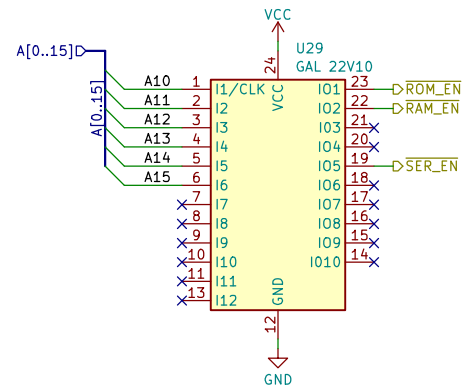 VCC
A[0..15]
U29
GAL 22V10
24
A[0..15]
A10 1 I1/CLK VCC IO1 23 ROM_EN
A11 2 I2 IO2 22 RAM_EN
A12 3 I3 IO3 21
A13 4 I4 IO4 20
A14 5 I5 IO5 19 SER_EN
A15 6 I6 IO6 18
7 I7 IO7 17
8 I8 IO8 16
9 I9 IO9 15
10 I10 IO10 14
11 I11
13 I12
GND
12
GND